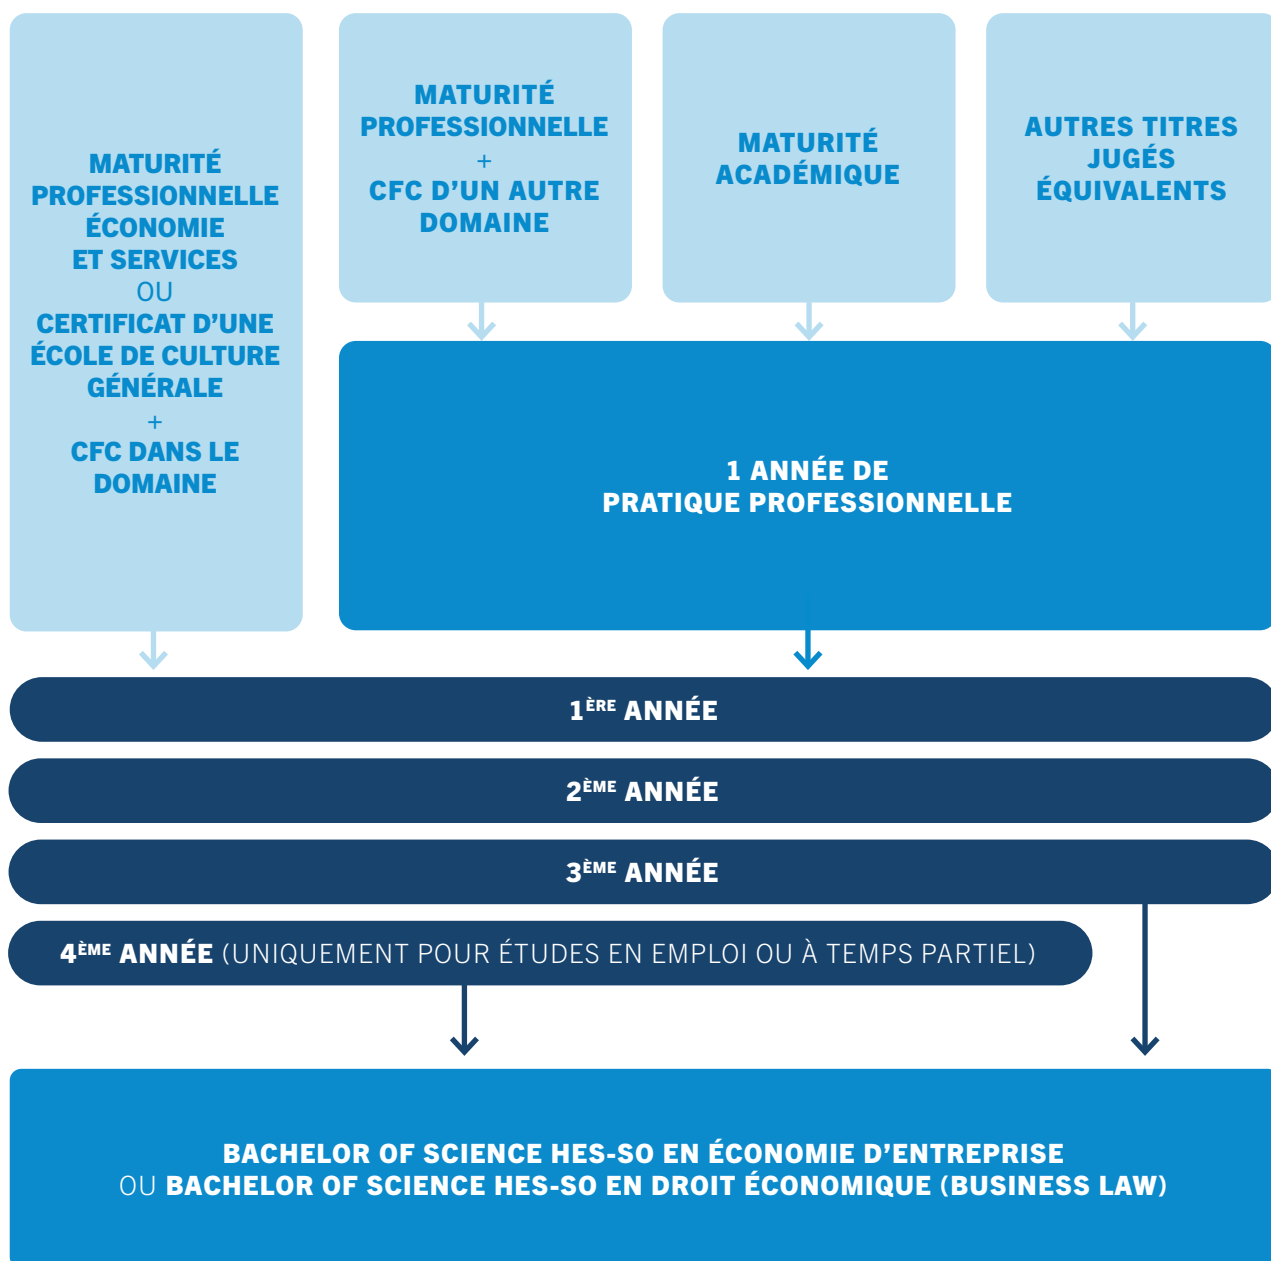 MATURITÉ
PROFESSIONNELLE
ÉCONOMIE
ET SERVICES
OU
CERTIFICAT D’UNE
ÉCOLE DE CULTURE
GÉNÉRALE
+
CFC DANS LE
DOMAINE
MATURITÉ
PROFESSIONNELLE
+
CFC D’UN AUTRE
DOMAINE
MATURITÉ
ACADÉMIQUE
AUTRES TITRES
JUGÉS
ÉQUIVALENTS
1 ANNÉE DE
PRATIQUE PROFESSIONNELLE
1ÈRE ANNÉE
2ÈME ANNÉE
3ÈME ANNÉE
4ÈME ANNÉE (UNIQUEMENT POUR ÉTUDES EN EMPLOI OU À TEMPS PARTIEL)
BACHELOR OF SCIENCE HES-SO EN ÉCONOMIE D’ENTREPRISE
OU BACHELOR OF SCIENCE HES-SO EN DROIT ÉCONOMIQUE (BUSINESS LAW)